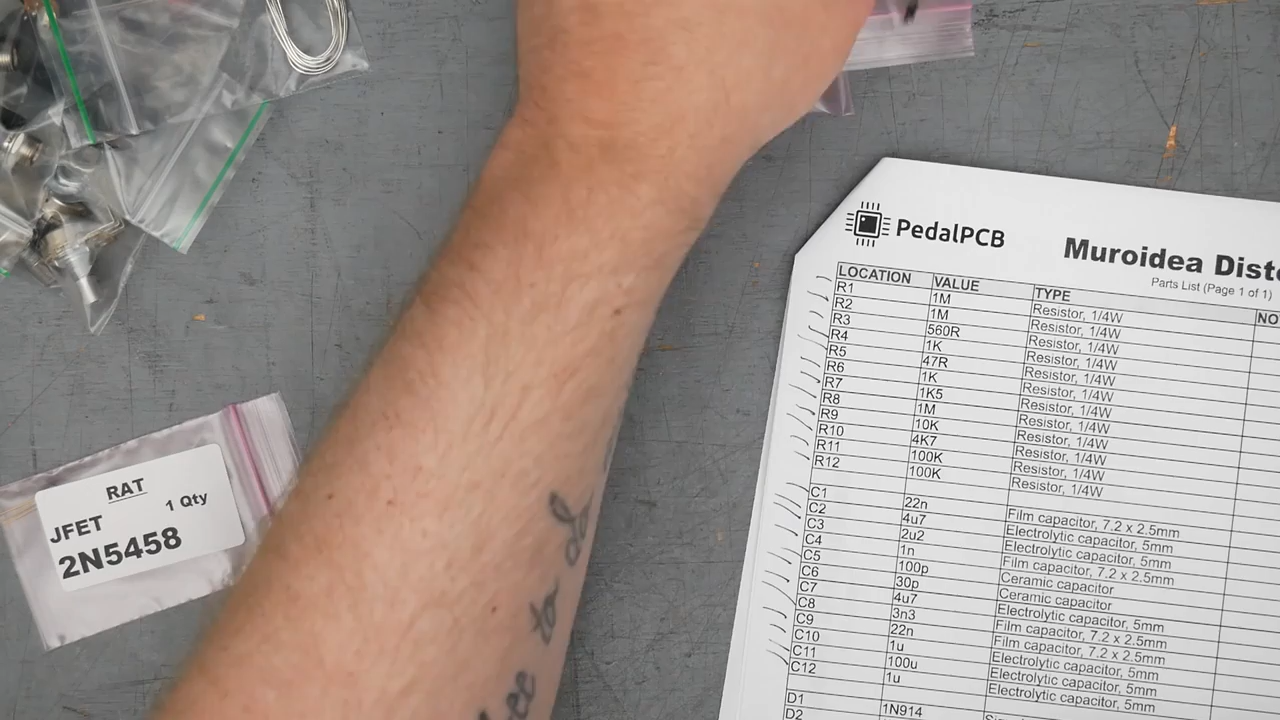 PedalPCB
Muroidea Disto
Parts List (Page 1 of 1)
LOCATION VALUE TYPE NO
R1 1M Resistor, 1/4W
R2 1M Resistor, 1/4W
R3 560R Resistor, 1/4W
R4 1K Resistor, 1/4W
R5 47R Resistor, 1/4W
R6 1K Resistor, 1/4W
R7 1K5 Resistor, 1/4W
R8 1M Resistor, 1/4W
R9 10K Resistor, 1/4W
R10 4K7 Resistor, 1/4W
R11 100K Resistor, 1/4W
R12 100K Resistor, 1/4W
C1 22n Film capacitor, 7.2 x 2.5mm
C2 4u7 Electrolytic capacitor, 5mm
C3 2u2 Electrolytic capacitor, 5mm
C4 1n Film capacitor, 7.2 x 2.5mm
C5 100p Ceramic capacitor
C6 30p Ceramic capacitor
C7 4u7 Electrolytic capacitor, 5mm
C8 3n3 Film capacitor, 7.2 x 2.5mm
C9 22n Film capacitor, 7.2 x 2.5mm
C10 1u Electrolytic capacitor, 5mm
C11 100u Electrolytic capacitor, 5mm
C12 1u Electrolytic capacitor, 5mm
D1 1N914
D2
RAT
JFET 1 Qty
2N5458
to